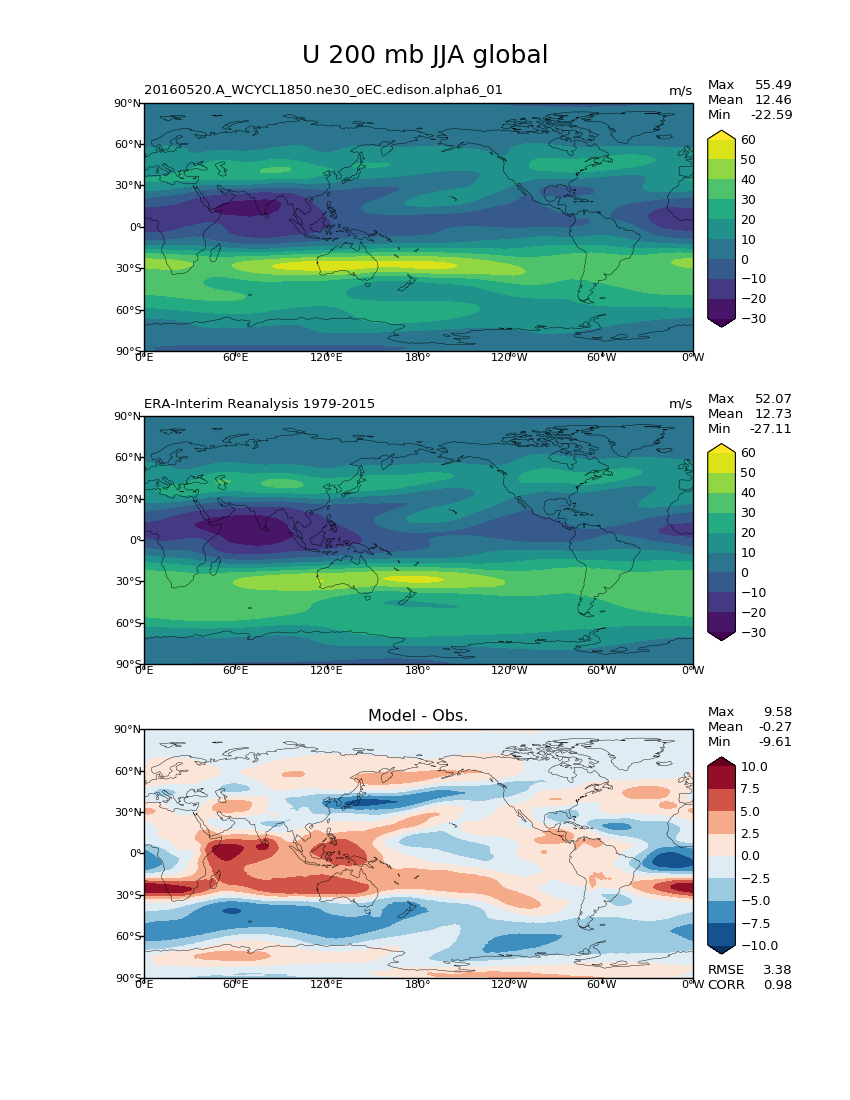 U 200 mb JJA global
20160520.A_WCYCL1850.ne30_oEC.edison.alpha6_01
m/s
Max 55.49
Mean 12.46
Min -22.59
90°N
60°N
30°N
0°
30°S
60°S
90°S
0°E 60°E 120°E 180° 120°W 60°W 0°W
60
50
40
30
20
10
0
−10
−20
−30
ERA-Interim Reanalysis 1979-2015
m/s
Max 52.07
Mean 12.73
Min -27.11
90°N
60°N
30°N
0°
30°S
60°S
90°S
0°E 60°E 120°E 180° 120°W 60°W 0°W
60
50
40
30
20
10
0
−10
−20
−30
Model - Obs.
Max 9.58
Mean -0.27
Min -9.61
90°N
60°N
30°N
0°
30°S
60°S
90°S
0°E 60°E 120°E 180° 120°W 60°W 0°W
10.0
7.5
5.0
2.5
0.0
−2.5
−5.0
−7.5
−10.0
RMSE 3.38
CORR 0.98